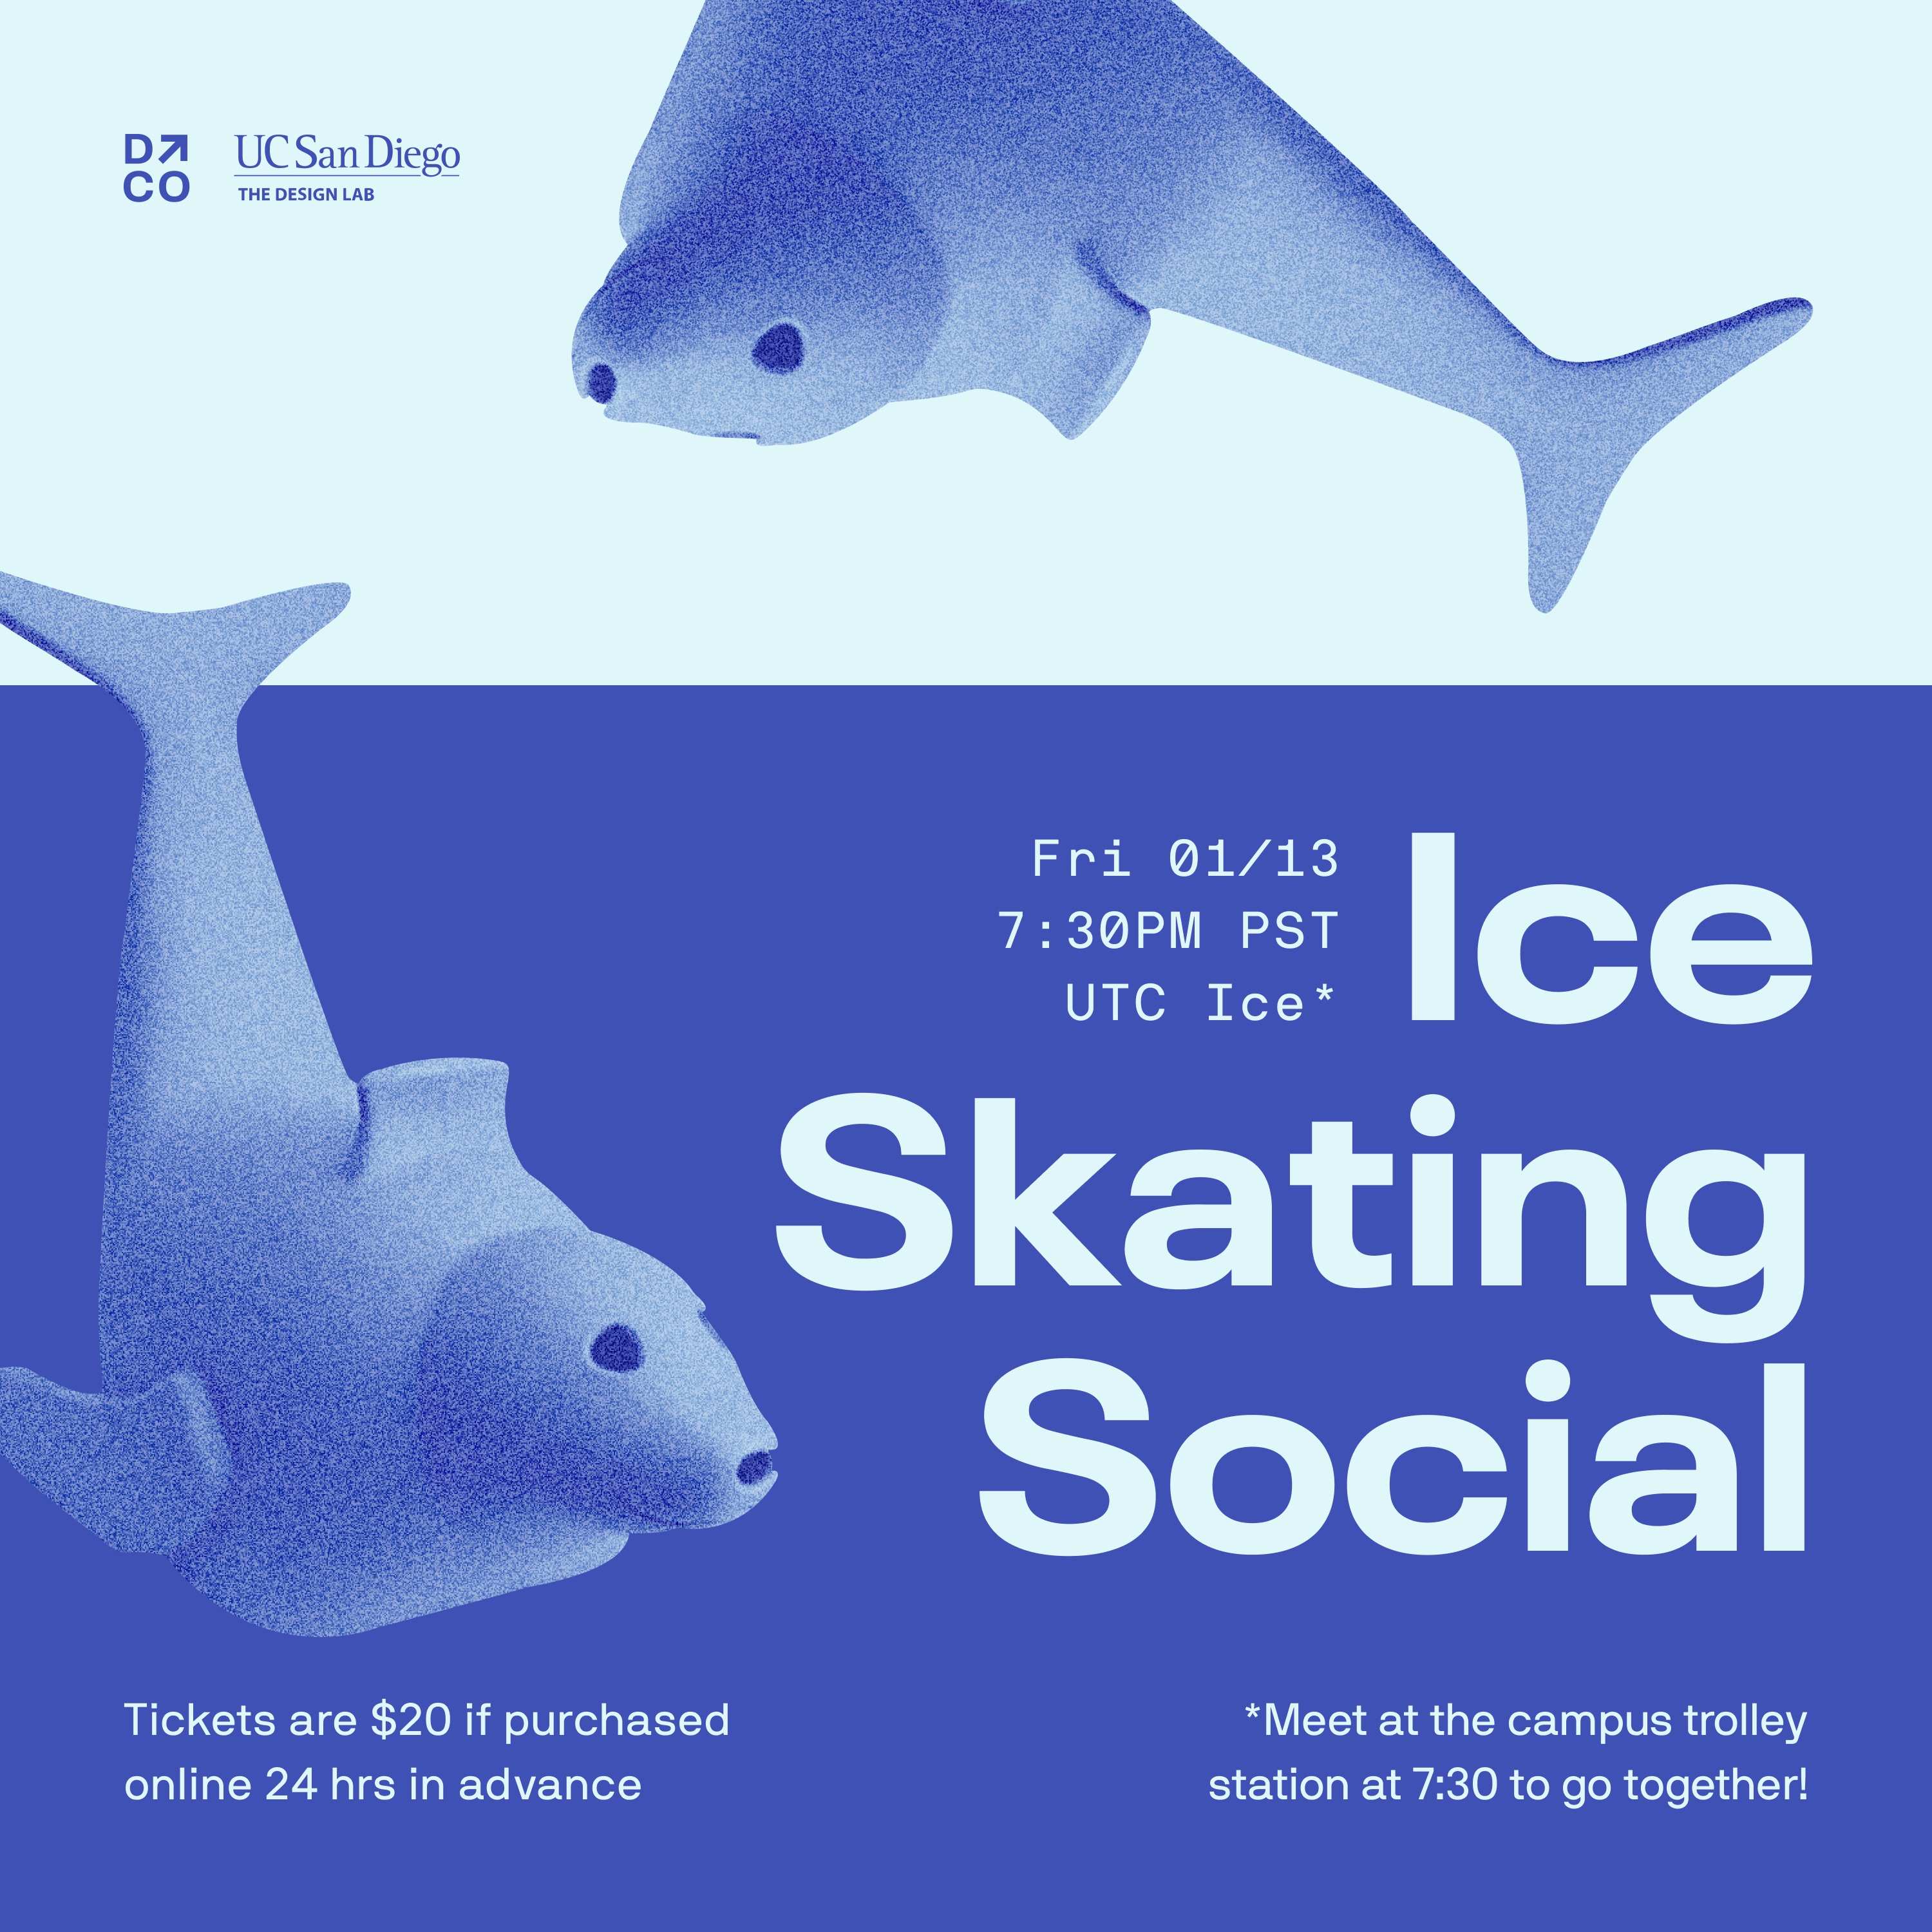 D↗
CO
UC San Diego
THE DESIGN LAB
Fri 01/13
7:30PM PST
UTC Ice*
Ice
Skating
Social
Tickets are $20 if purchased
online 24 hrs in advance
*Meet at the campus trolley
station at 7:30 to go together!